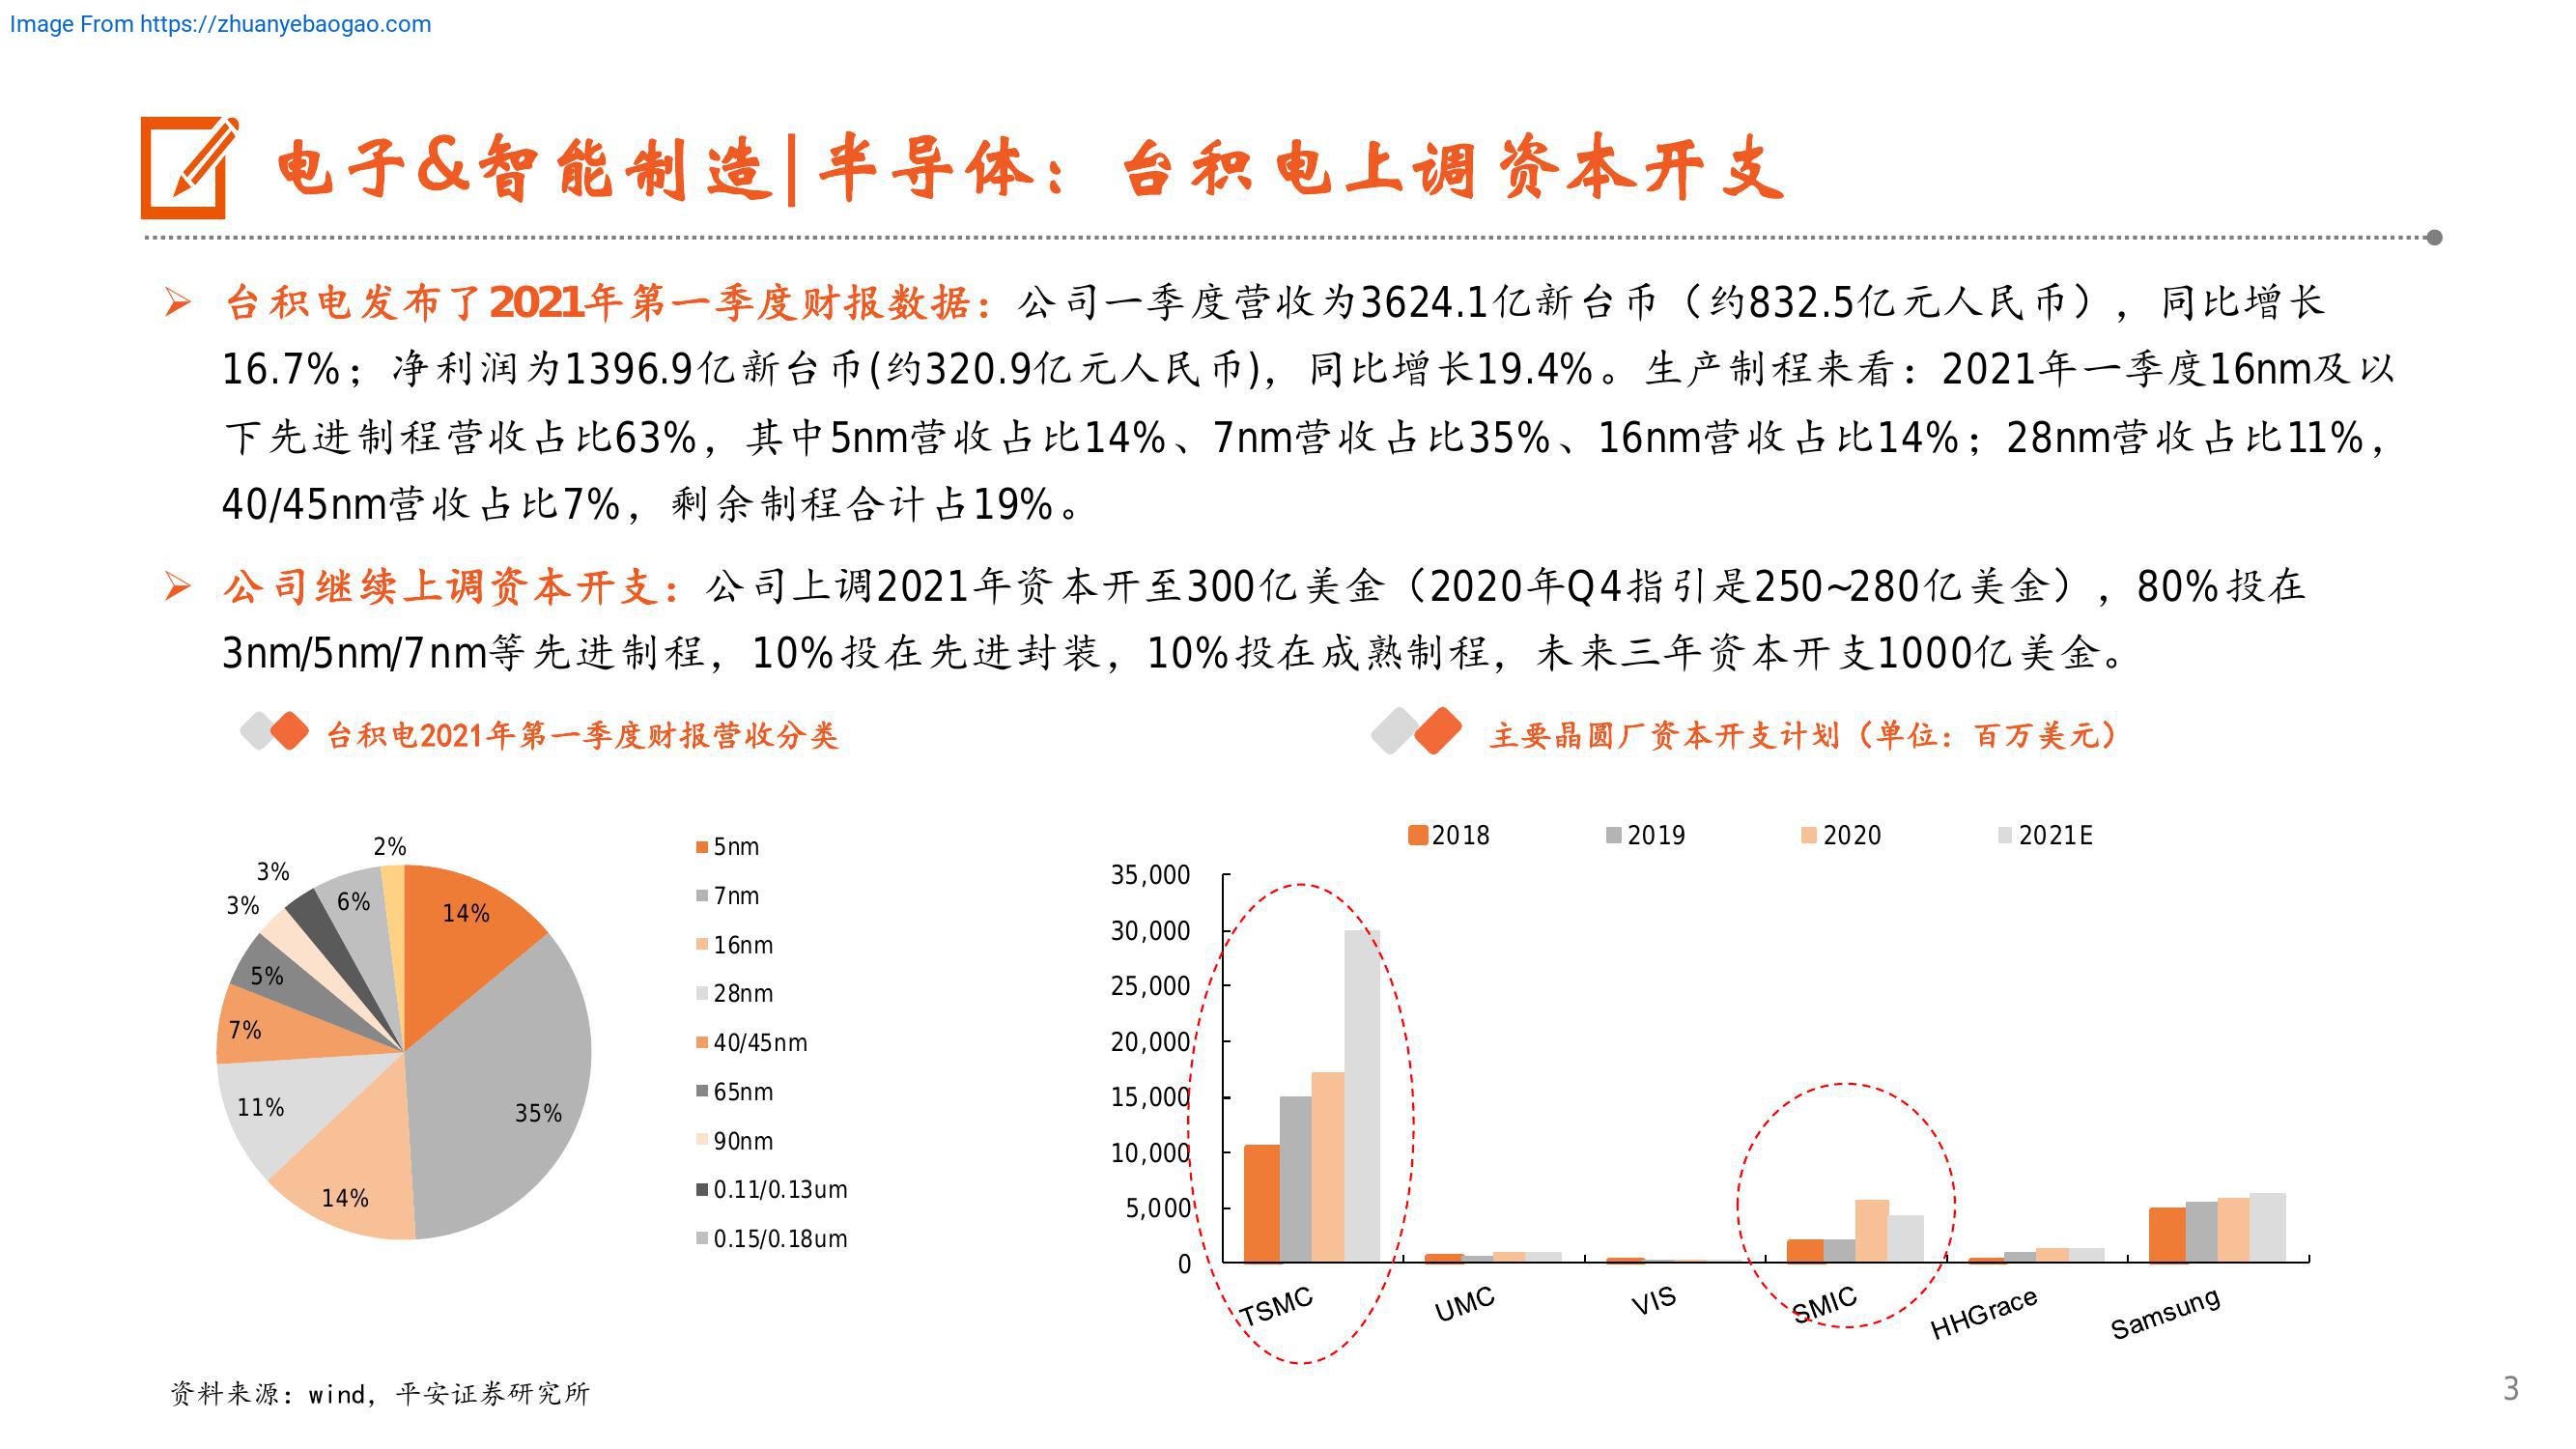 Image From https://zhuanyebaogao.com
电子&智能制造|半导体：台积电上调资本开支
➢ 台积电发布了2021年第一季度财报数据：公司一季度营收为3624.1亿新台币（约832.5亿元人民币），同比增长
16.7%；净利润为1396.9亿新台币(约320.9亿元人民币)，同比增长19.4%。生产制程来看：2021年一季度16nm及以
下先进制程营收占比63%，其中5nm营收占比14%、7nm营收占比35%、16nm营收占比14%；28nm营收占比11%，
40/45nm营收占比7%，剩余制程合计占19%。
➢ 公司继续上调资本开支：公司上调2021年资本开至300亿美金（2020年Q4指引是250~280亿美金），80%投在
3nm/5nm/7nm等先进制程，10%投在先进封装，10%投在成熟制程，未来三年资本开支1000亿美金。
台积电2021年第一季度财报营收分类
2%
3%
3%
6%
14%
5%
7%
11%
35%
14%
5nm
7nm
16nm
28nm
40/45nm
65nm
90nm
0.11/0.13um
0.15/0.18um
主要晶圆厂资本开支计划（单位：百万美元）
2018 2019 2020 2021E
35,000
30,000
25,000
20,000
15,000
10,000
5,000
0
TSMC UMC VIS SMIC HHGrace Samsung
资料来源：wind，平安证券研究所
3